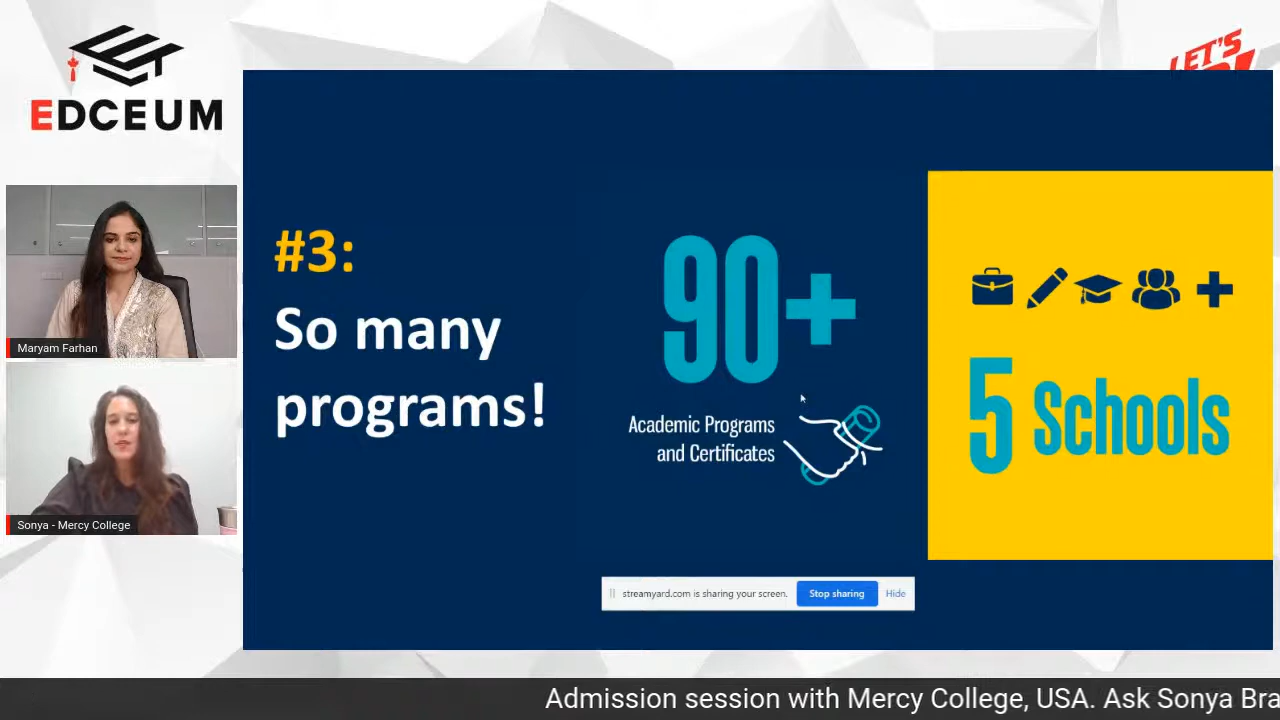 EDCEUM
LET'S
Maryam Farhan
Sonya - Mercy College
#3:
So many
programs!
90+
Academic Programs
and Certificates
5 Schools
streamyard.com is sharing your screen.
Stop sharing
Hide
Admission session with Mercy College, USA. Ask Sonya Bra